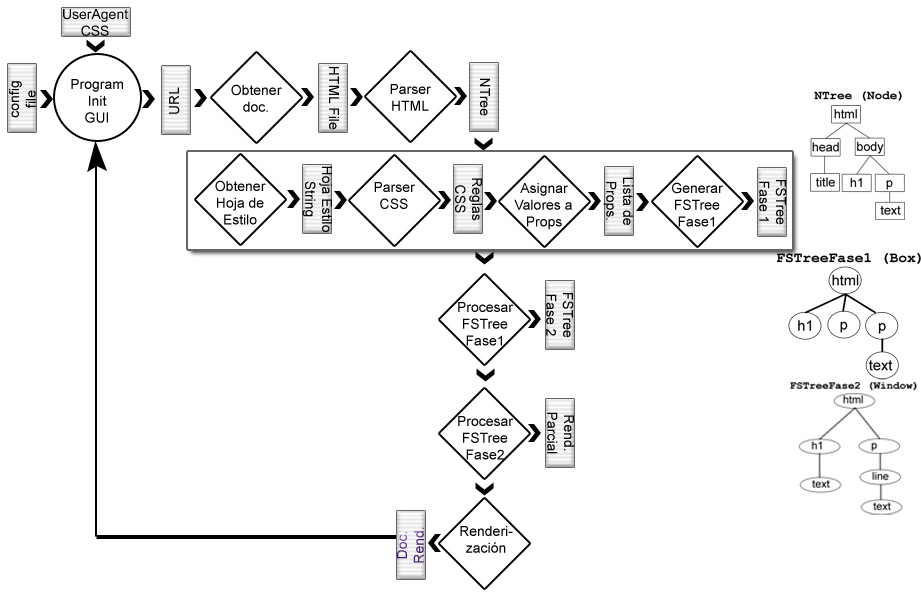 UserAgent
CSS
config
file
Program
Init
GUI
URL
Obtener
doc.
HTML File
Parser
HTML
NTree
Obtener
Hoja de
Estilo
Hoja Estilo
String
Parser
CSS
Reglas
CSS
Asignar
Valores a
Props
Lista de
Props.
Generar
FSTree
Fase1
FSTree
Fase 1
Procesar
FSTree
Fase1
FSTree
Fase 2
Procesar
FSTree
Fase2
Rend.
Parcial
Renderi-
zación
Doc.
Rend.
NTree (Node)
html
head
body
title
h1
p
text
FSTreeFase1 (Box)
html
h1
p
p
text
FSTreeFase2 (Window)
html
h1
p
text
line
text